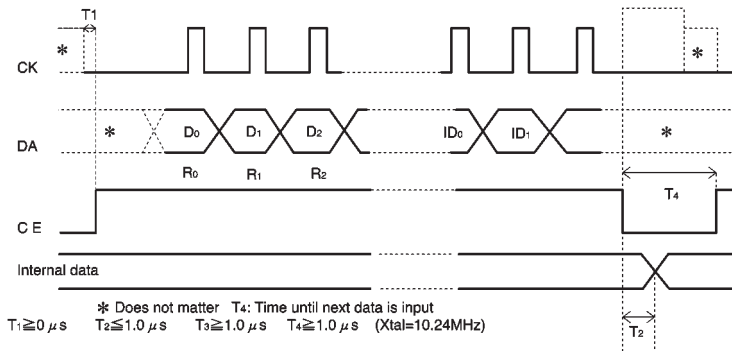 T1
* *
CK
D0 D1 D2 ID0 ID1
* *
DA
R0 R1 R2
T4
CE
Internal data
* Does not matter T4: Time until next data is input
T1≧0 μs T2≦1.0 μs T3≧1.0 μs T4≧1.0 μs (Xtal=10.24MHz)
T2